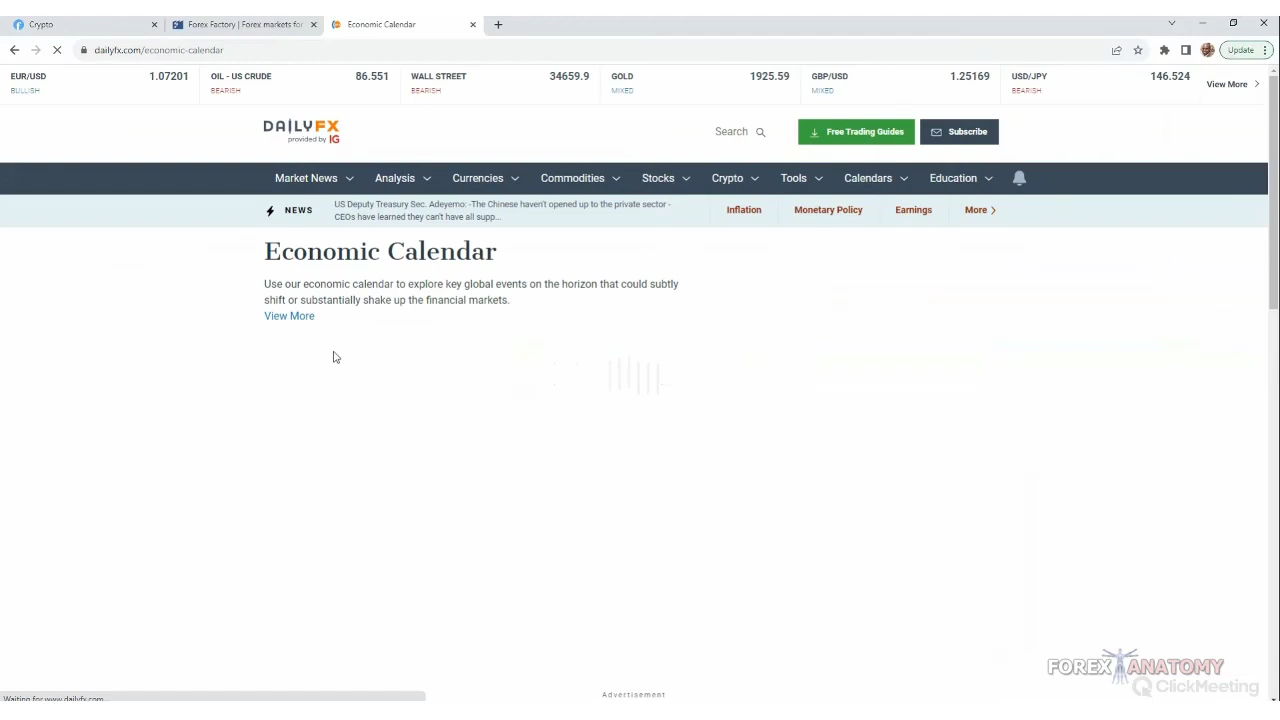 Crypto
Forex Factory | Forex markets for
Economic Calendar
dailyfx.com/economic-calendar
Update
EUR/USD 1.07201
BULLISH
OIL - US CRUDE 86.551
BEARISH
WALL STREET 34659.9
BEARISH
GOLD 1925.59
MIXED
GBP/USD 1.25169
MIXED
USD/JPY 146.524
BEARISH
View More
DAILYFX
provided by IG
Search
Free Trading Guides
Subscribe
Market News Analysis Currencies Commodities Stocks Crypto Tools Calendars Education
NEWS
US Deputy Treasury Sec. Adeyemo: -The Chinese haven't opened up to the private sector -
CEOs have learned they can't have all supp...
Inflation Monetary Policy Earnings More
Economic Calendar
Use our economic calendar to explore key global events on the horizon that could subtly
shift or substantially shake up the financial markets.
View More
FOREX ANATOMY
ClickMeeting
Advertisement
Waiting for www.dailyfx.com...